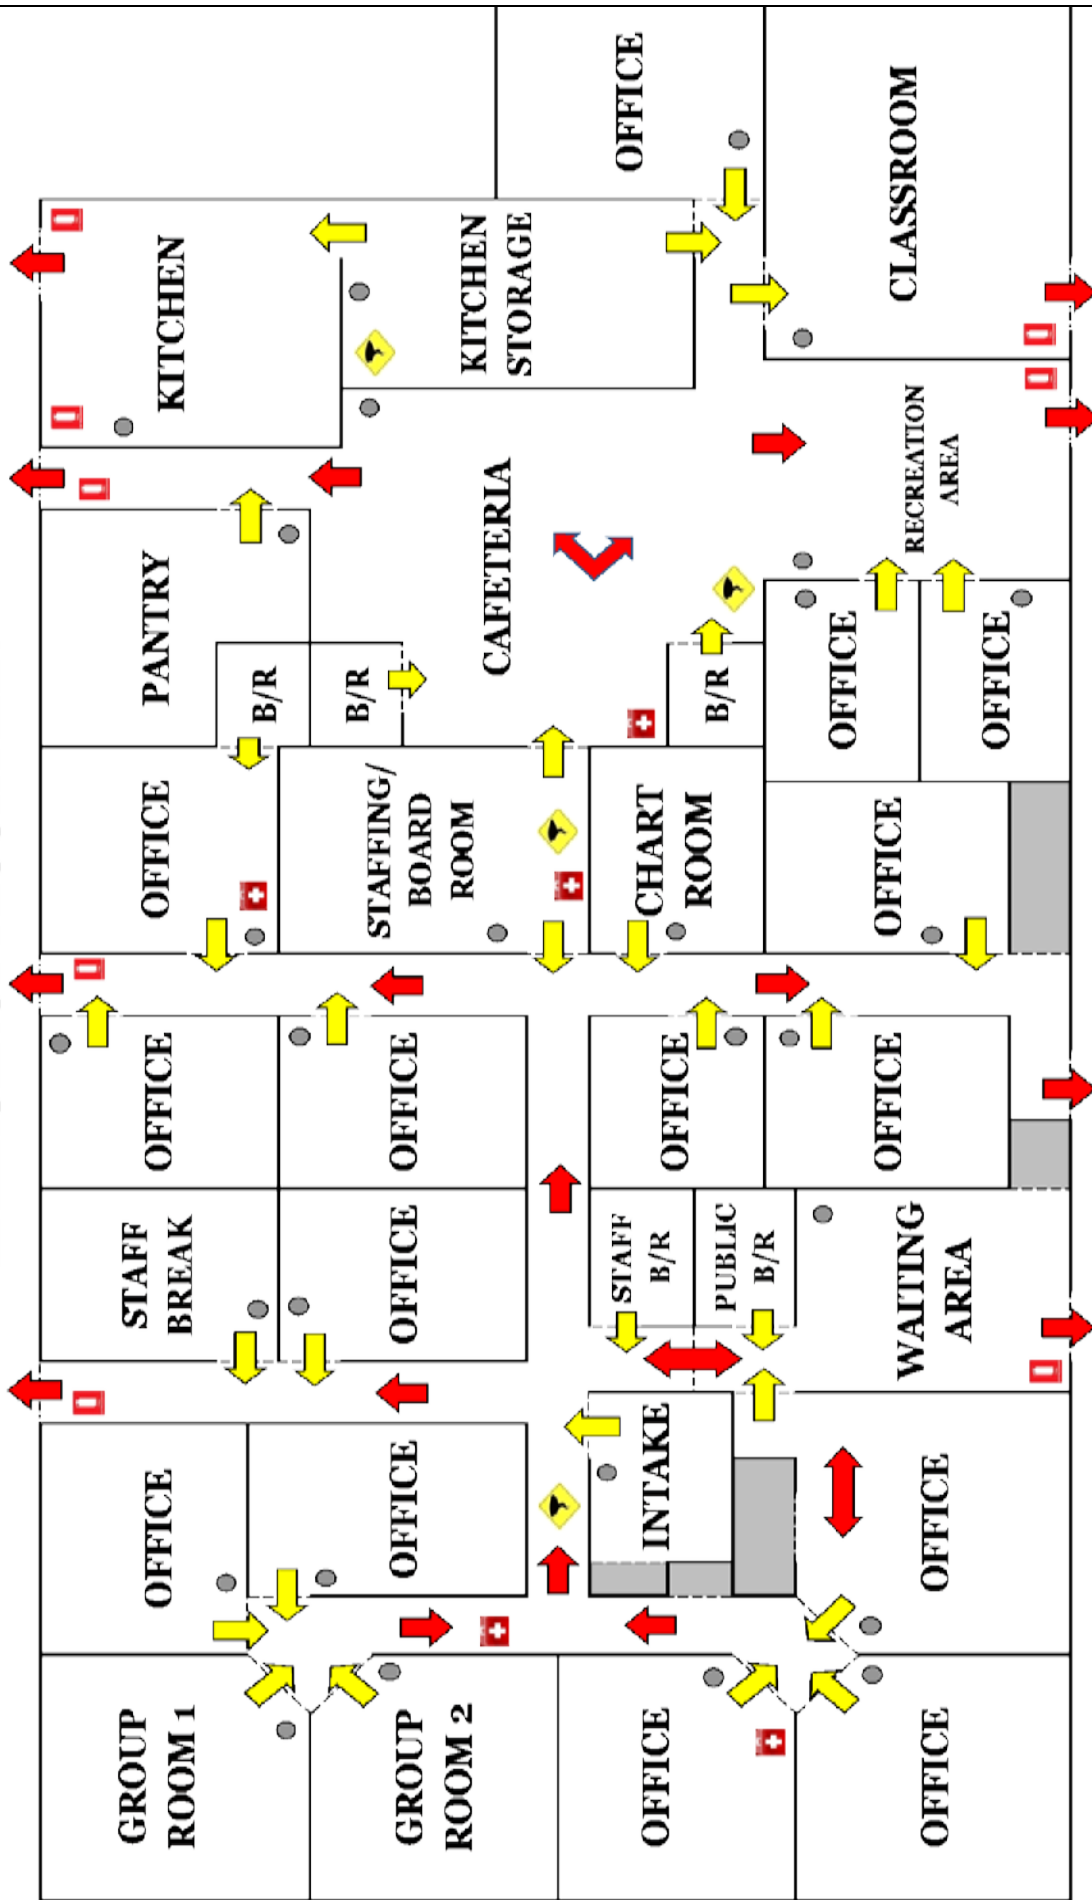 GROUP
ROOM 1
OFFICE
STAFF
BREAK
OFFICE
OFFICE
PANTRY
KITCHEN
GROUP
ROOM 2
OFFICE
OFFICE
OFFICE
STAFFING/
BOARD
ROOM
B/R
B/R
CAFETERIA
KITCHEN
STORAGE
OFFICE
OFFICE
INTAKE
STAFF
B/R
PUBLIC
B/R
OFFICE
CHART
ROOM
B/R
OFFICE
OFFICE
WAITING
AREA
OFFICE
OFFICE
OFFICE
OFFICE
RECREATION
AREA
CLASSROOM